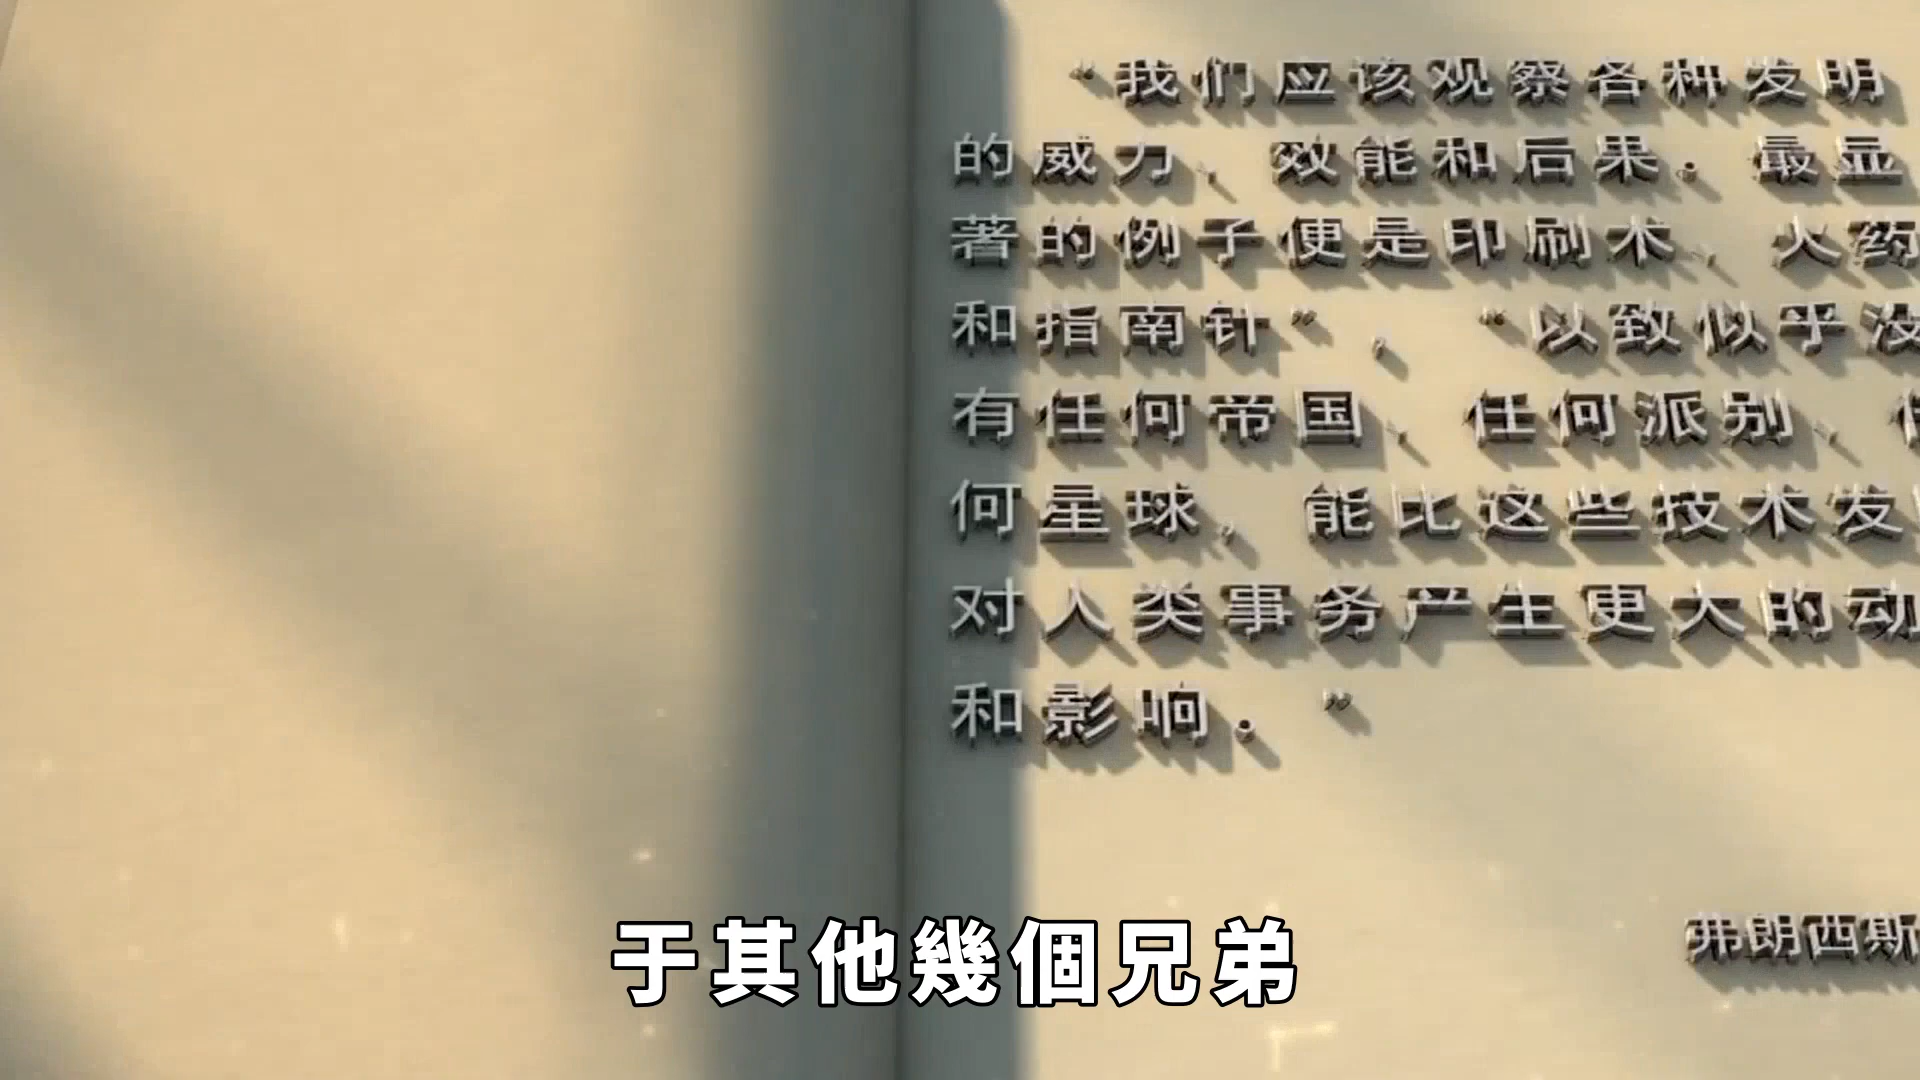 “我们应该观察各种发明
的威力、效能和后果。最显
著的例子便是印刷术、火药
和指南针”，“以致似乎没
有任何帝国、任何派别、
何星球，能比这些技术发
对人类事务产生更大的动
和影响。”
弗朗西斯
于其他幾個兄弟